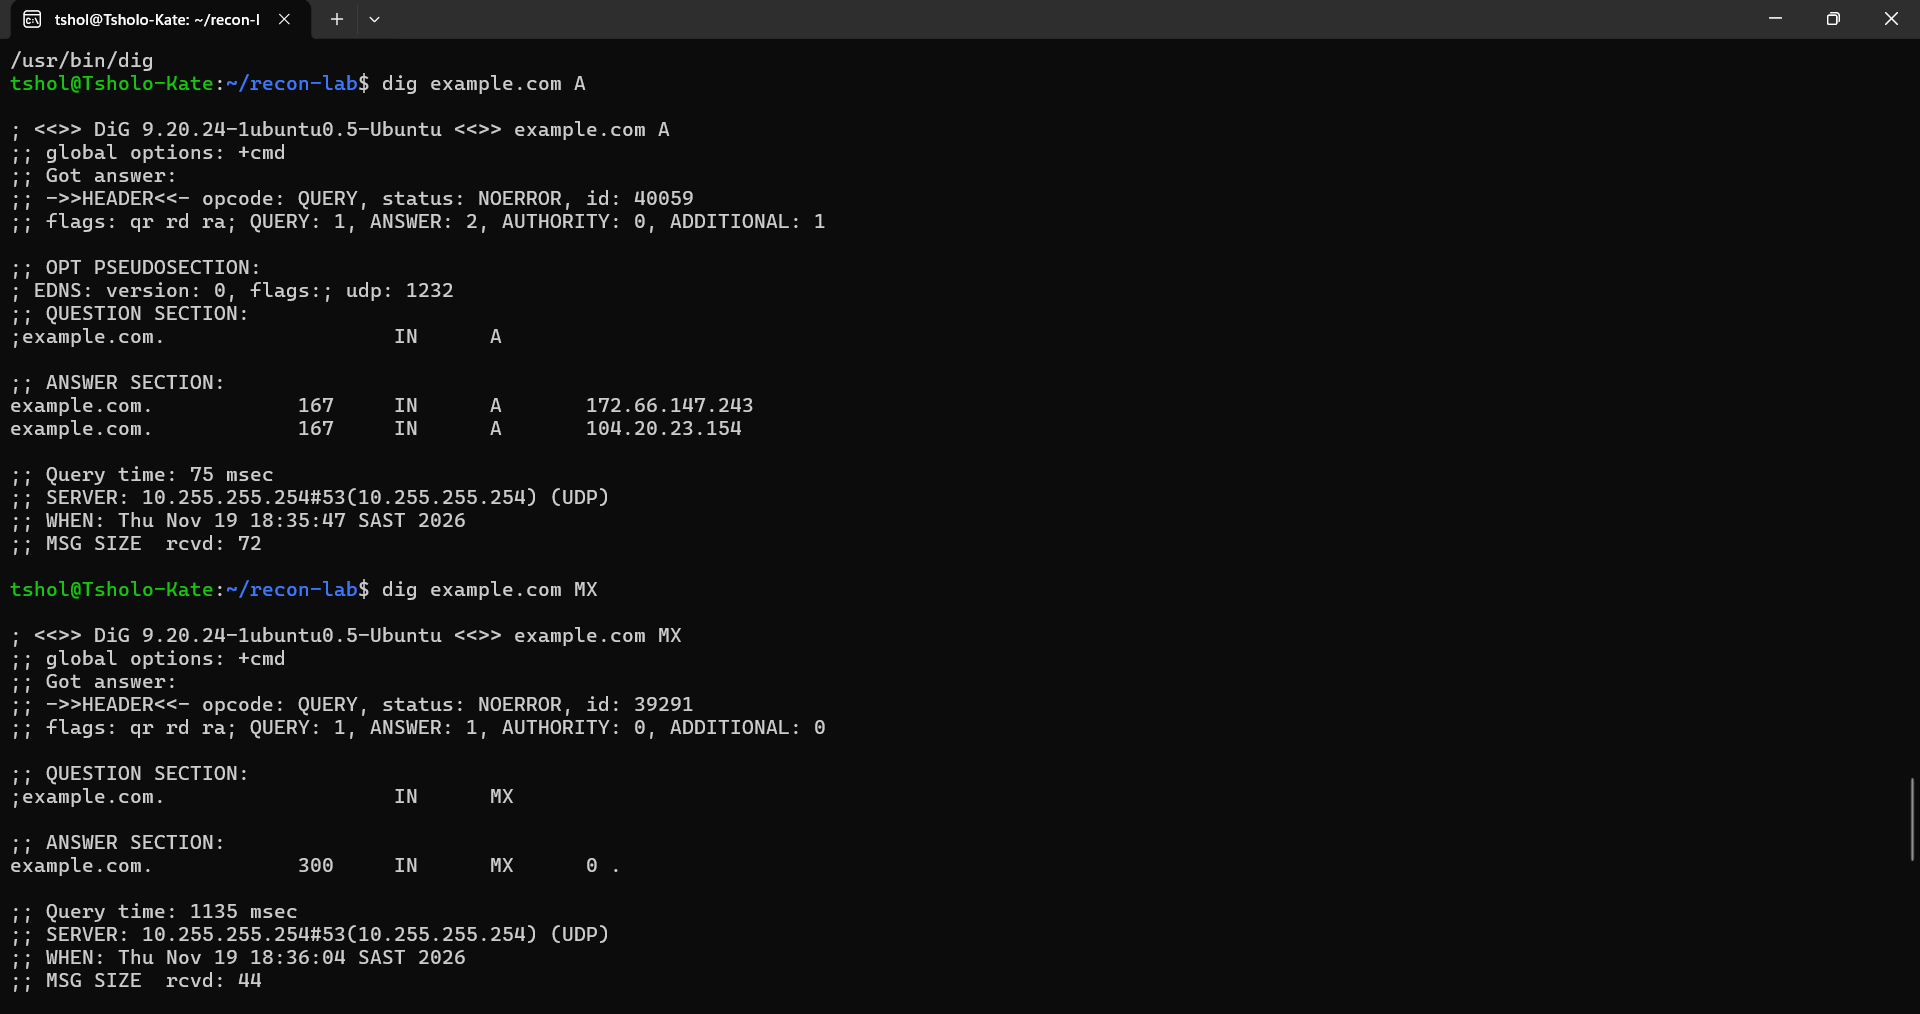 tshol@Tsholo-Kate: ~/recon-l
/usr/bin/dig
tshol@Tsholo-Kate:~/recon-lab$ dig example.com A
; <<>> DiG 9.20.24-1ubuntu0.5-Ubuntu <<>> example.com A
;; global options: +cmd
;; Got answer:
;; ->>HEADER<<- opcode: QUERY, status: NOERROR, id: 40059
;; flags: qr rd ra; QUERY: 1, ANSWER: 2, AUTHORITY: 0, ADDITIONAL: 1
;; OPT PSEUDOSECTION:
; EDNS: version: 0, flags:; udp: 1232
;; QUESTION SECTION:
;example.com. IN A
;; ANSWER SECTION:
example.com. 167 IN A 172.66.147.243
example.com. 167 IN A 104.20.23.154
;; Query time: 75 msec
;; SERVER: 10.255.255.254#53(10.255.255.254) (UDP)
;; WHEN: Thu Nov 19 18:35:47 SAST 2026
;; MSG SIZE  rcvd: 72
tshol@Tsholo-Kate:~/recon-lab$ dig example.com MX
; <<>> DiG 9.20.24-1ubuntu0.5-Ubuntu <<>> example.com MX
;; global options: +cmd
;; Got answer:
;; ->>HEADER<<- opcode: QUERY, status: NOERROR, id: 39291
;; flags: qr rd ra; QUERY: 1, ANSWER: 1, AUTHORITY: 0, ADDITIONAL: 0
;; QUESTION SECTION:
;example.com. IN MX
;; ANSWER SECTION:
example.com. 300 IN MX 0 .
;; Query time: 1135 msec
;; SERVER: 10.255.255.254#53(10.255.255.254) (UDP)
;; WHEN: Thu Nov 19 18:36:04 SAST 2026
;; MSG SIZE  rcvd: 44